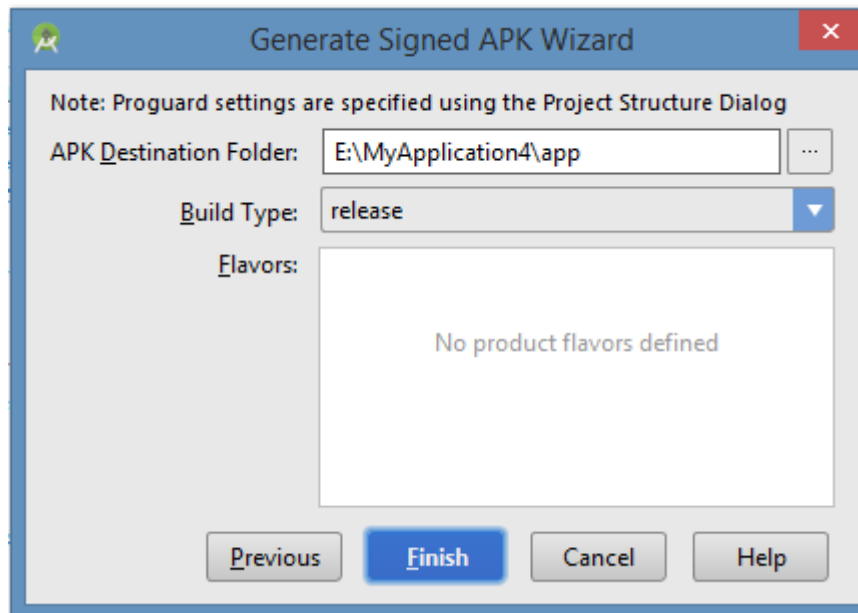 Generate Signed APK Wizard
Note: Proguard settings are specified using the Project Structure Dialog
APK Destination Folder: E:\MyApplication4\app ...
Build Type: release
Flavors:
No product flavors defined
Previous Finish Cancel Help